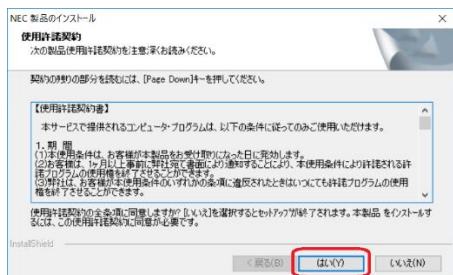 NEC 製品のインストール
使用許諾契約
次の製品使用許諾契約を注意深くお読みください。
契約の残りの部分を読むには、[Page Down]キーを押してください。
【使用許諾契約書】
本サービスで提供されるコンピュータ・プログラムは、以下の条件に従ってのみご使用いただけます。
1. 期 間
(1)本使用条件は、お客様が本製品をお受け取りになった日に発効します。
(2)お客様は、1ヶ月以上事前に弊社宛て書面により通知することにより、本使用条件により許諾される許
諾プログラムの使用権を終了させることができます。
(3)弊社は、お客様が本使用条件のいずれかの条項に違反されたときはいつにても許諾プログラムの使用
権を終了させることができます。
使用許諾契約の全条項に同意しますか? [いいえ]を選択するとセットアップが終了されます。本製品 をインストールす
るには、この使用許諾契約に同意が必要です。
InstallShield
< 戻る(B)
はい(Y)
いいえ(N)